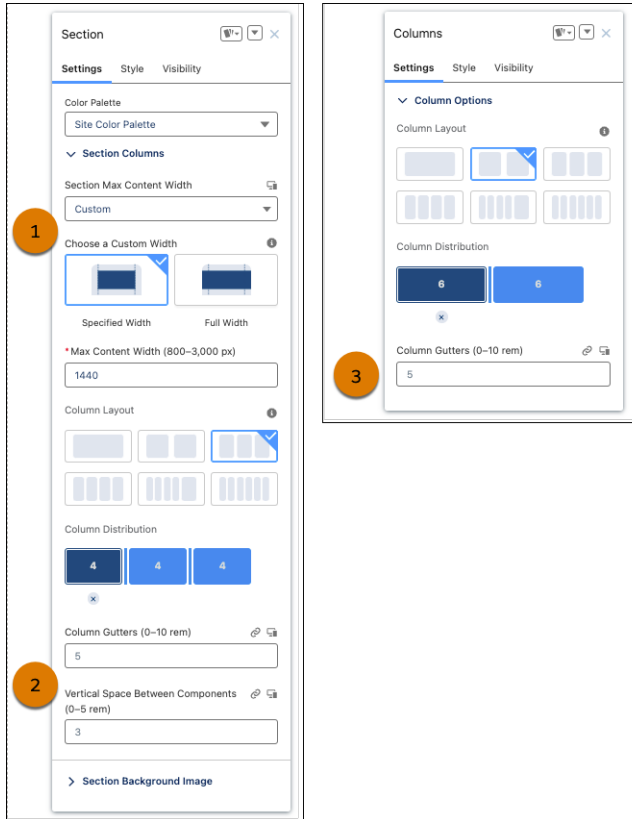 Section
Settings Style Visibility
Color Palette
Site Color Palette
Section Columns
Section Max Content Width
Custom
1
Choose a Custom Width
Specified Width Full Width
*Max Content Width (800–3,000 px)
1440
Column Layout
Column Distribution
4 4 4
Column Gutters (0–10 rem)
5
2
Vertical Space Between Components
(0–5 rem)
3
Section Background Image
Columns
Settings Style Visibility
Column Options
Column Layout
Column Distribution
6 6
Column Gutters (0–10 rem)
3
5